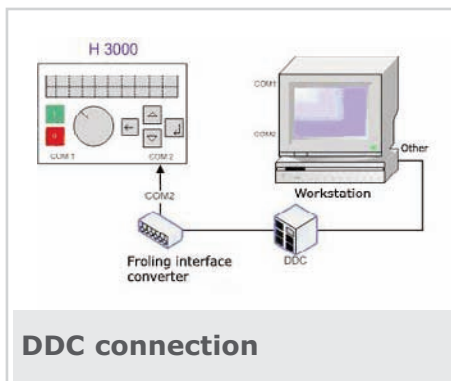 H 3000
COM1
COM2
COM 1
COM 2
Other
COM2
Workstation
DDC
Froling interface
converter
DDC connection